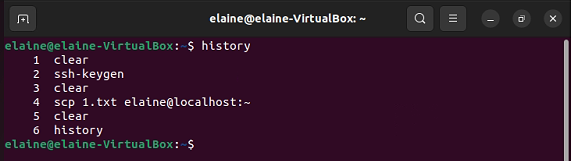 elaine@elaine-VirtualBox: ~
elaine@elaine-VirtualBox:~$ history
1 clear
2 ssh-keygen
3 clear
4 scp 1.txt elaine@localhost:~
5 clear
6 history
elaine@elaine-VirtualBox:~$